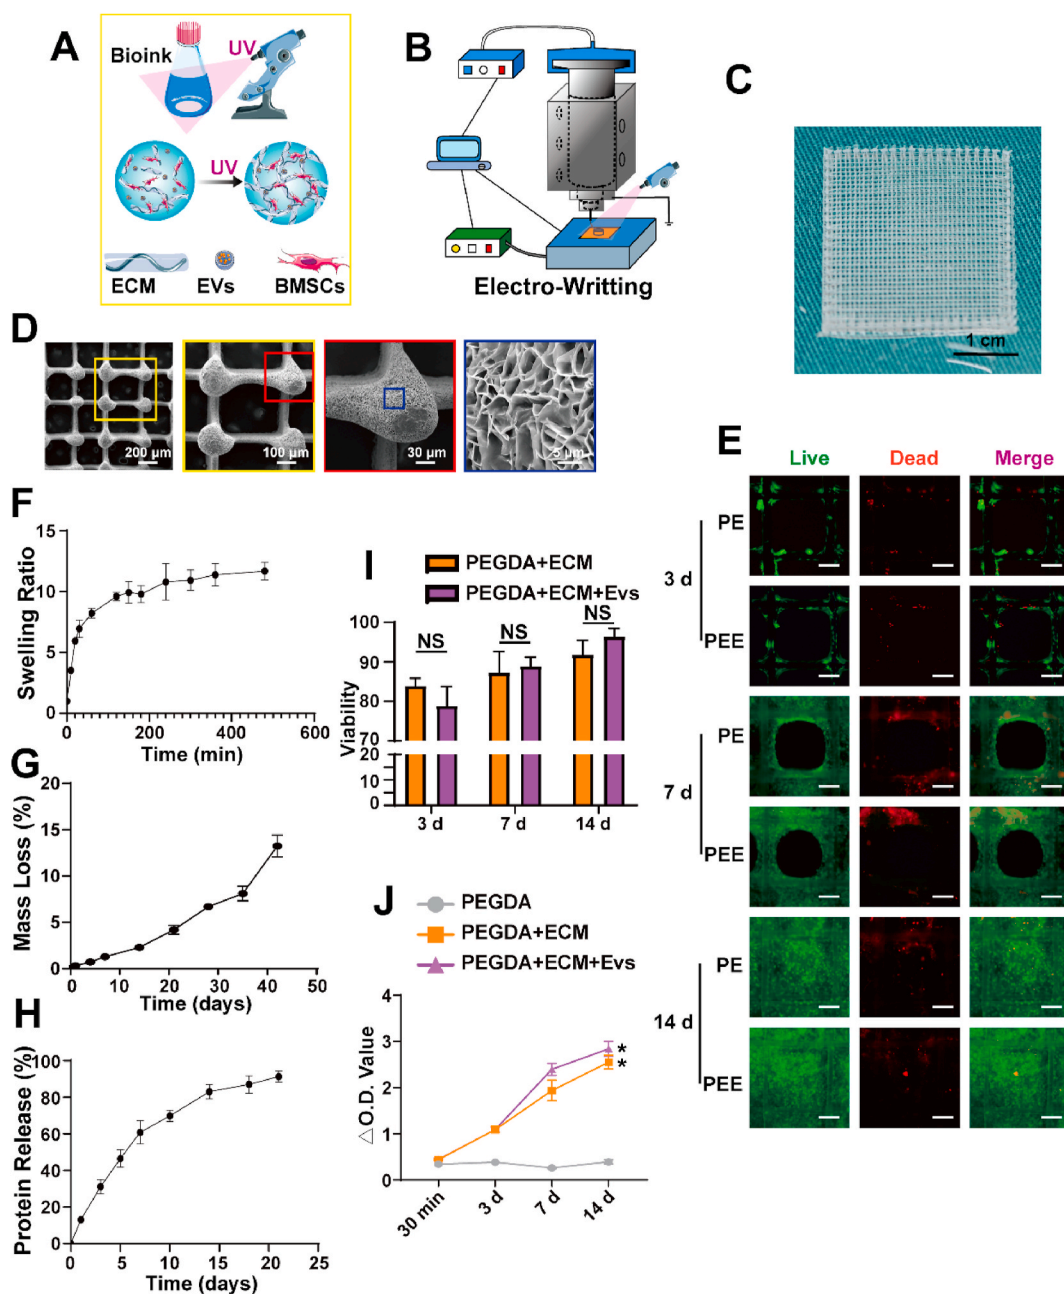 A
Bioink
UV
UV
ECM
EVs
BMSCs
B
Electro-Writting
C
1 cm
D
200 μm
100 μm
30 μm
5 μm
E
Live
Dead
Merge
3 d
PE
PEE
7 d
PE
PEE
14 d
PE
PEE
F
Swelling Ratio
15
10
5
0
0
200
400
600
Time (min)
G
Mass Loss (%)
20
15
10
5
0
0
10
20
30
40
50
Time (days)
H
Protein Release (%)
100
80
60
40
20
0
0
5
10
15
20
25
Time (days)
I
PEGDA+ECM
PEGDA+ECM+Evs
Viability
100
90
80
70
20
15
10
5
0
NS
NS
NS
3 d
7 d
14 d
J
PEGDA
PEGDA+ECM
PEGDA+ECM+Evs
△O.D. Value
4
3
2
1
0
*
*
30 min
3 d
7 d
14 d